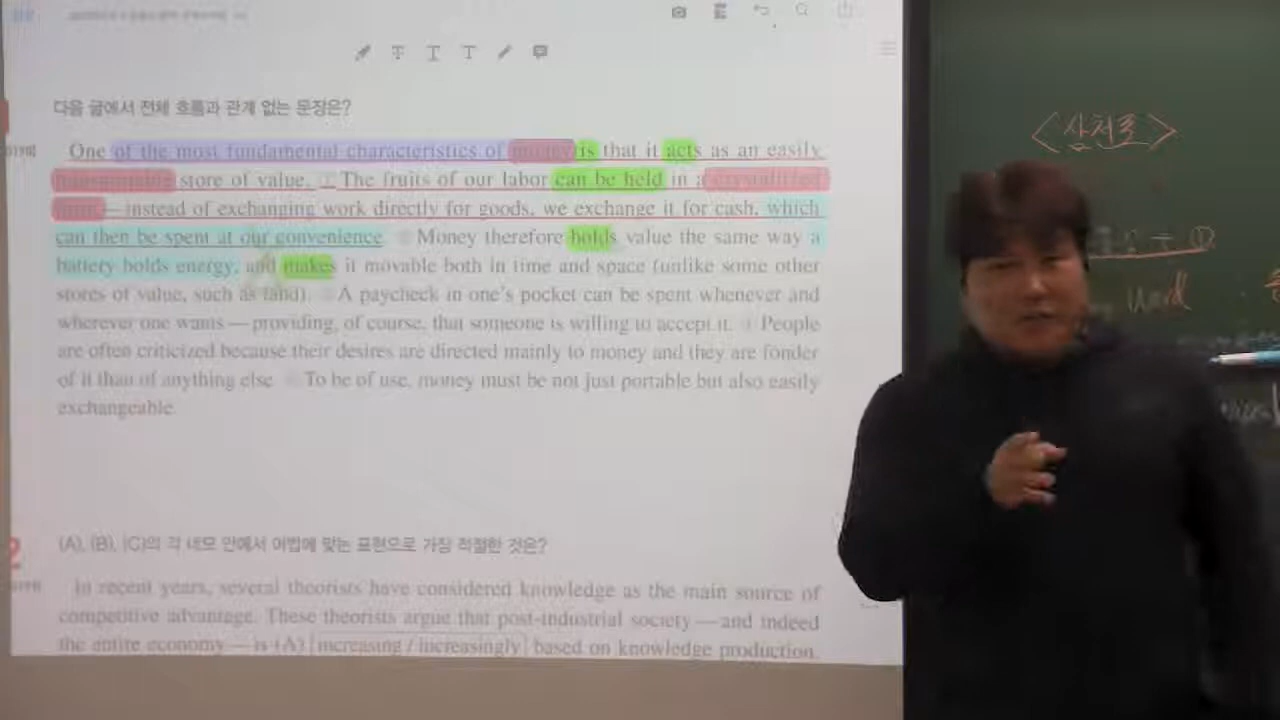 다음 글에서 전체 흐름과 관계 없는 문장은?
One of the most fundamental characteristics of money is that it acts as an easily
transportable store of value. ① The fruits of our labor can be held in a crystallized
form — instead of exchanging work directly for goods, we exchange it for cash, which
can then be spent at our convenience. Money therefore holds value the same way a
battery holds energy, and makes it movable both in time and space (unlike some other
stores of value, such as land). A paycheck in one's pocket can be spent whenever and
wherever one wants — providing, of course, that someone is willing to accept it. People
are often criticized because their desires are directed mainly to money and they are fonder
of it than of anything else. To be of use, money must be not just portable but also easily
exchangeable.
2
(A), (B), (C)의 각 네모 안에서 어법에 맞는 표현으로 가장 적절한 것은?
In recent years, several theorists have considered knowledge as the main source of
competitive advantage. These theorists argue that post-industrial society — and indeed
the entire economy — is (A) [increasing / increasingly] based on knowledge production.
<삼천포>